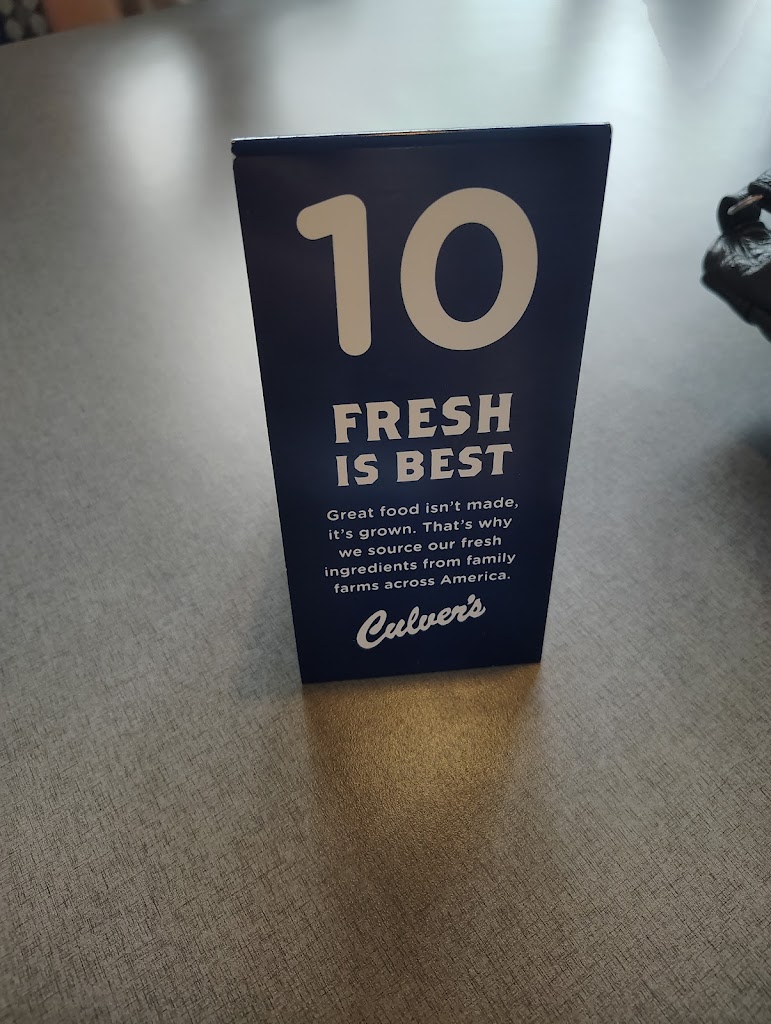 10
FRESH
IS BEST
Great food isn't made,
it's grown. That's why
we source our fresh
ingredients from family
farms across America.
Culver's